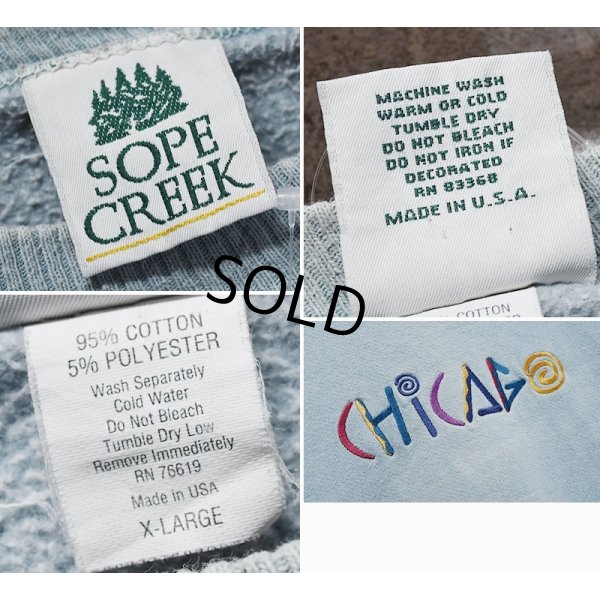 SOPE
CREEK
MACHINE WASH
WARM OR COLD
TUMBLE DRY
DO NOT BLEACH
DO NOT IRON IF
DECORATED
RN 83368
MADE IN U.S.A.
SOLD
95% COTTON
5% POLYESTER
Wash Separately
Cold Water
Do Not Bleach
Tumble Dry Low
Remove Immediately
RN 76619
Made in USA
X-LARGE
CHiCAGO